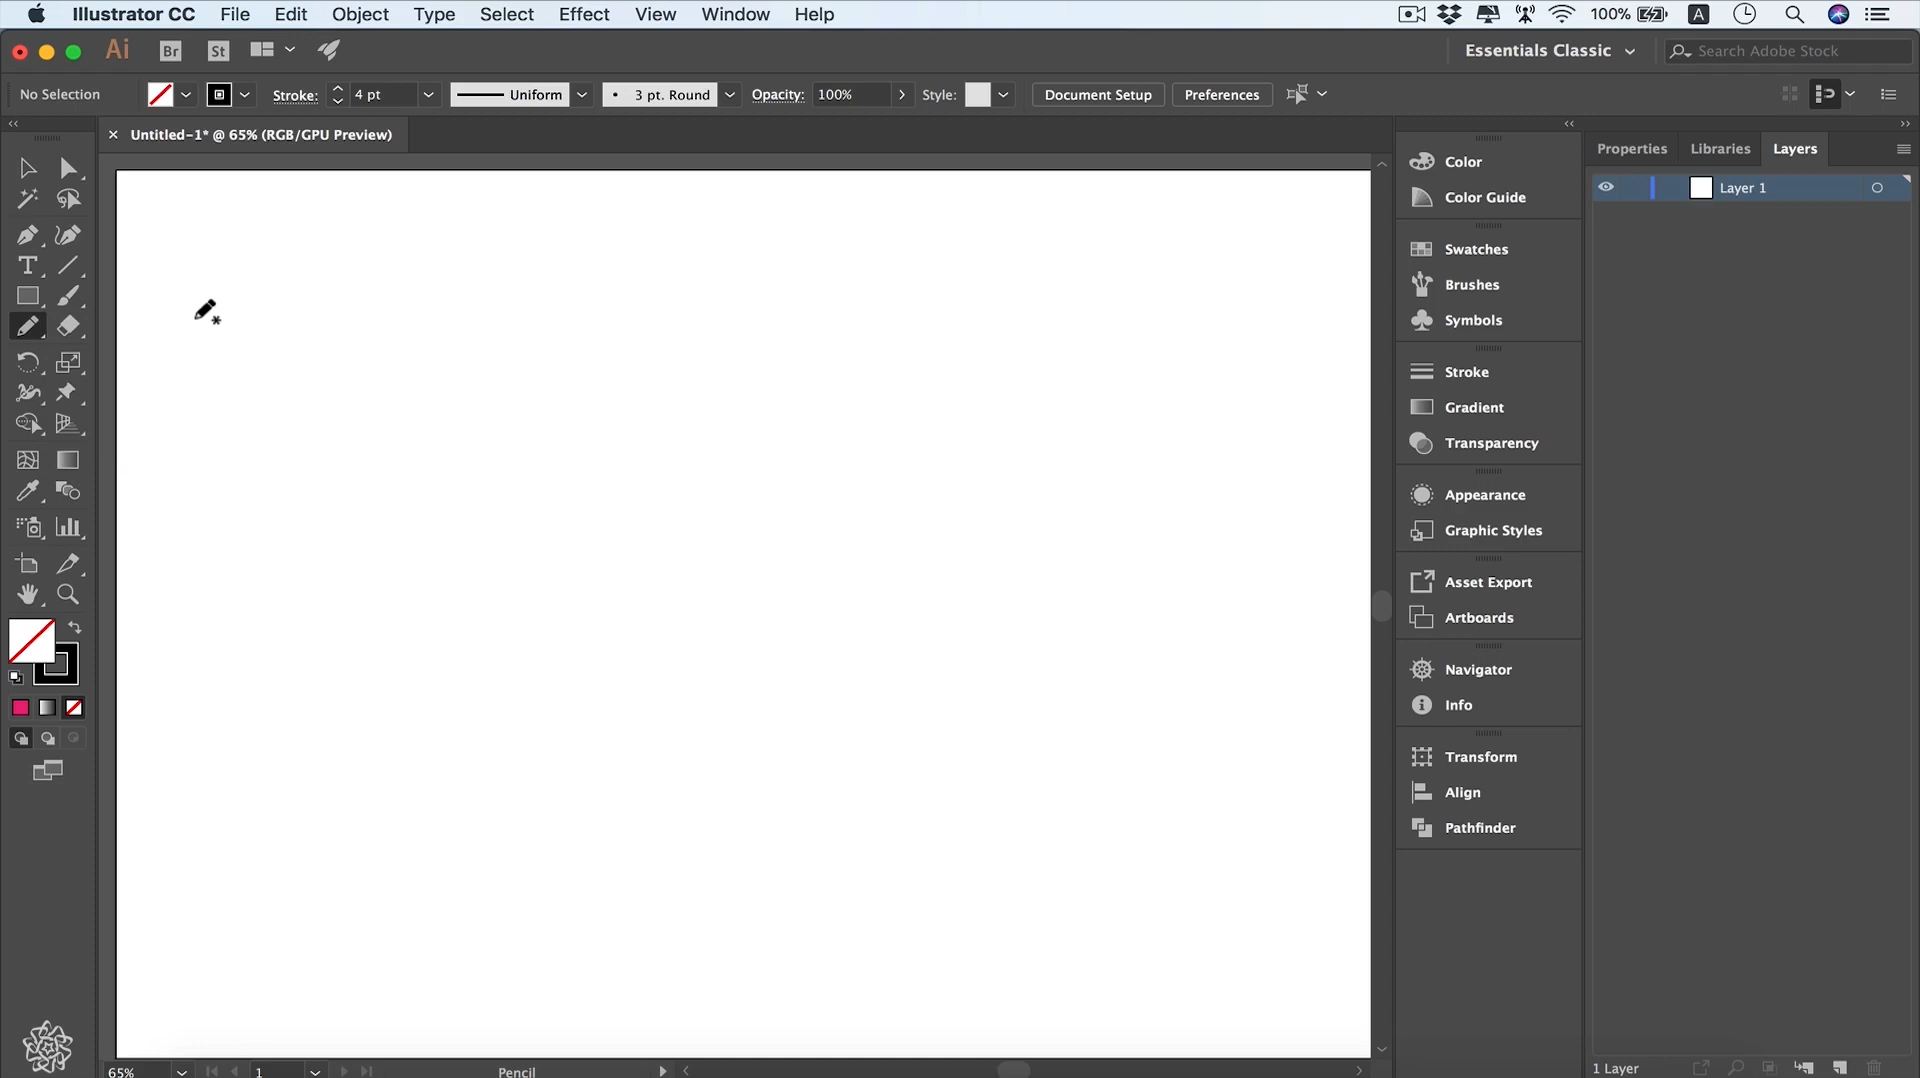 Illustrator CC File Edit Object Type Select Effect View Window Help 100% A
Ai Br St Essentials Classic Search Adobe Stock
No Selection Stroke: 4 pt Uniform 3 pt. Round Opacity: 100% Style: Document Setup Preferences
Untitled-1* @ 65% (RGB/GPU Preview)
Properties Libraries Layers
Layer 1
Color
Color Guide
Swatches
Brushes
Symbols
Stroke
Gradient
Transparency
Appearance
Graphic Styles
Asset Export
Artboards
Navigator
Info
Transform
Align
Pathfinder
65% 1 Pencil
1 Layer